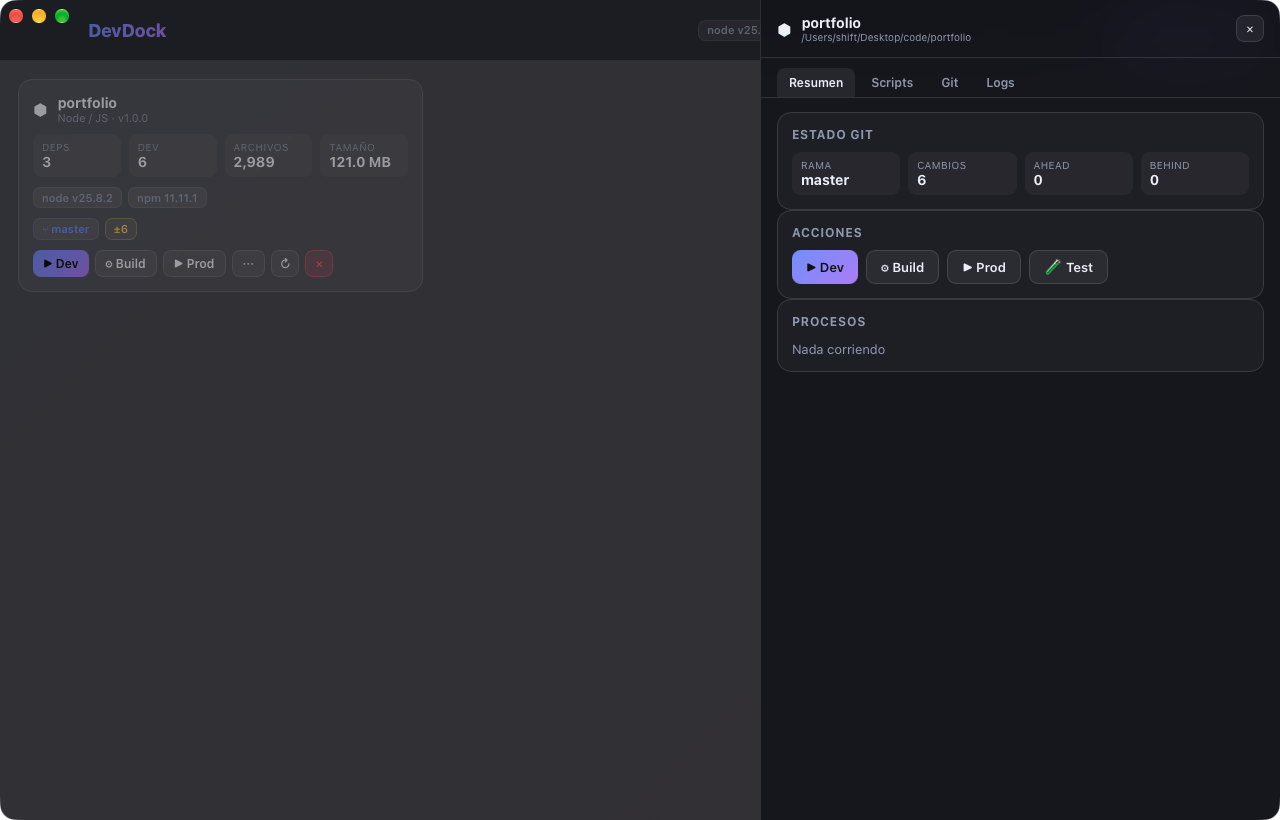 DevDock
node v25.
portfolio
Node / JS · v1.0.0
DEPS
3
DEV
6
ARCHIVOS
2,989
TAMAÑO
121.0 MB
node v25.8.2
npm 11.11.1
master
±6
Dev
Build
Prod
...
×
portfolio
/Users/shift/Desktop/code/portfolio
×
Resumen
Scripts
Git
Logs
ESTADO GIT
RAMA
master
CAMBIOS
6
AHEAD
0
BEHIND
0
ACCIONES
Dev
Build
Prod
Test
PROCESOS
Nada corriendo